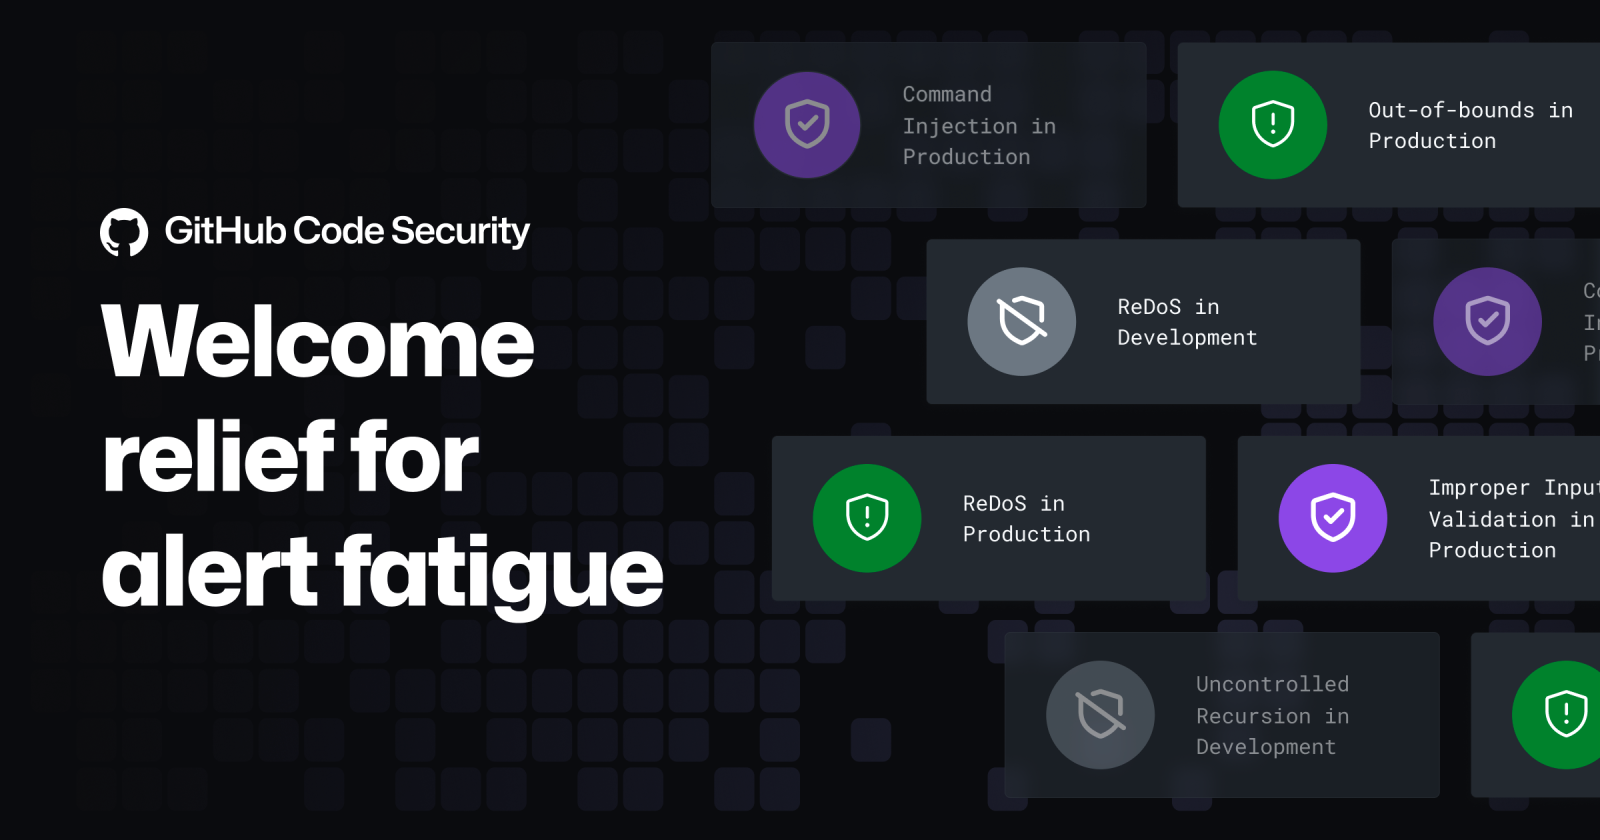 GitHub Code Security
Welcome
relief for
alert fatigue
Command
Injection in
Production
Out-of-bounds in
Production
ReDoS in
Development
ReDoS in
Production
Improper Input
Validation in
Production
Uncontrolled
Recursion in
Development